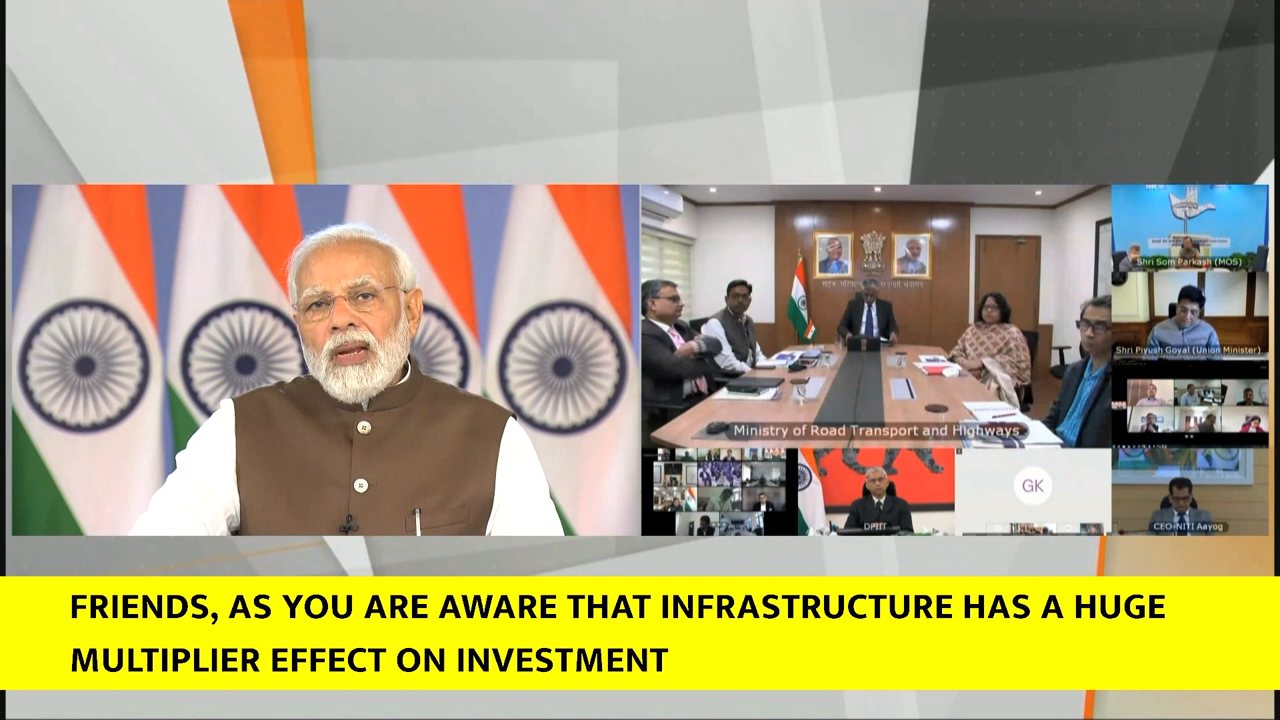 Shri Som Parkash (MOS)
Shri Piyush Goyal (Union Minister)
Ministry of Road Transport and Highways
GK
DPIIT
CEO-NITI Aayog
FRIENDS, AS YOU ARE AWARE THAT INFRASTRUCTURE HAS A HUGE
MULTIPLIER EFFECT ON INVESTMENT